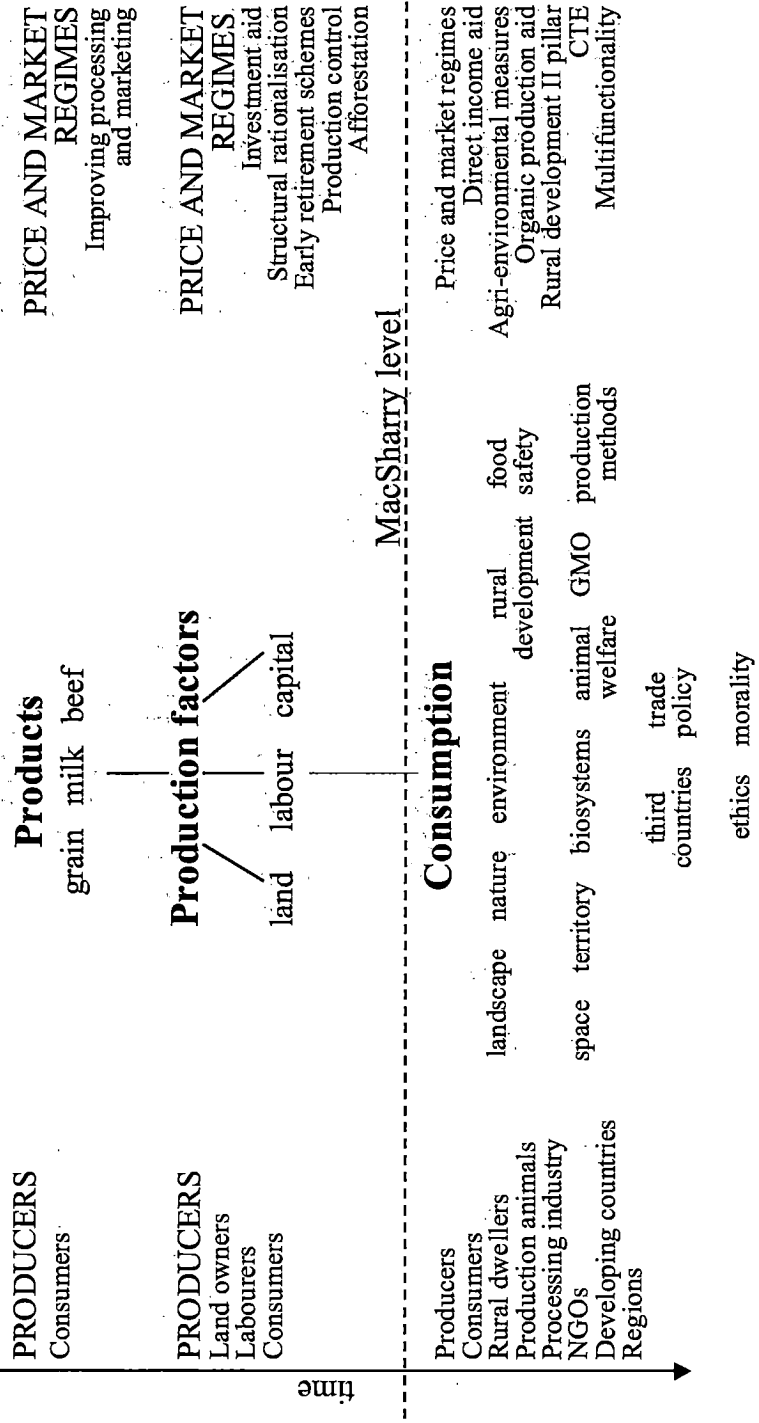 PRODUCERS
Consumers
Products
grain milk beef
PRICE AND MARKET
REGIMES
Improving processing
and marketing
PRODUCERS
Land owners
Labourers
Consumers
Production factors
land labour capital
PRICE AND MARKET
REGIMES
Investment aid
Structural rationalisation
Early retirement schemes
Production control
Afforestation
time
MacSharry level
Producers
Consumers
Rural dwellers
Production animals
Processing industry
NGOs
Developing countries
Regions
Consumption
landscape nature environment rural development food safety
space territory biosystems animal welfare GMO production methods
third countries trade policy
ethics morality
Price and market regimes
Direct income aid
Agri-environmental measures
Organic production aid
Rural development II pillar
CTE
Multifunctionality